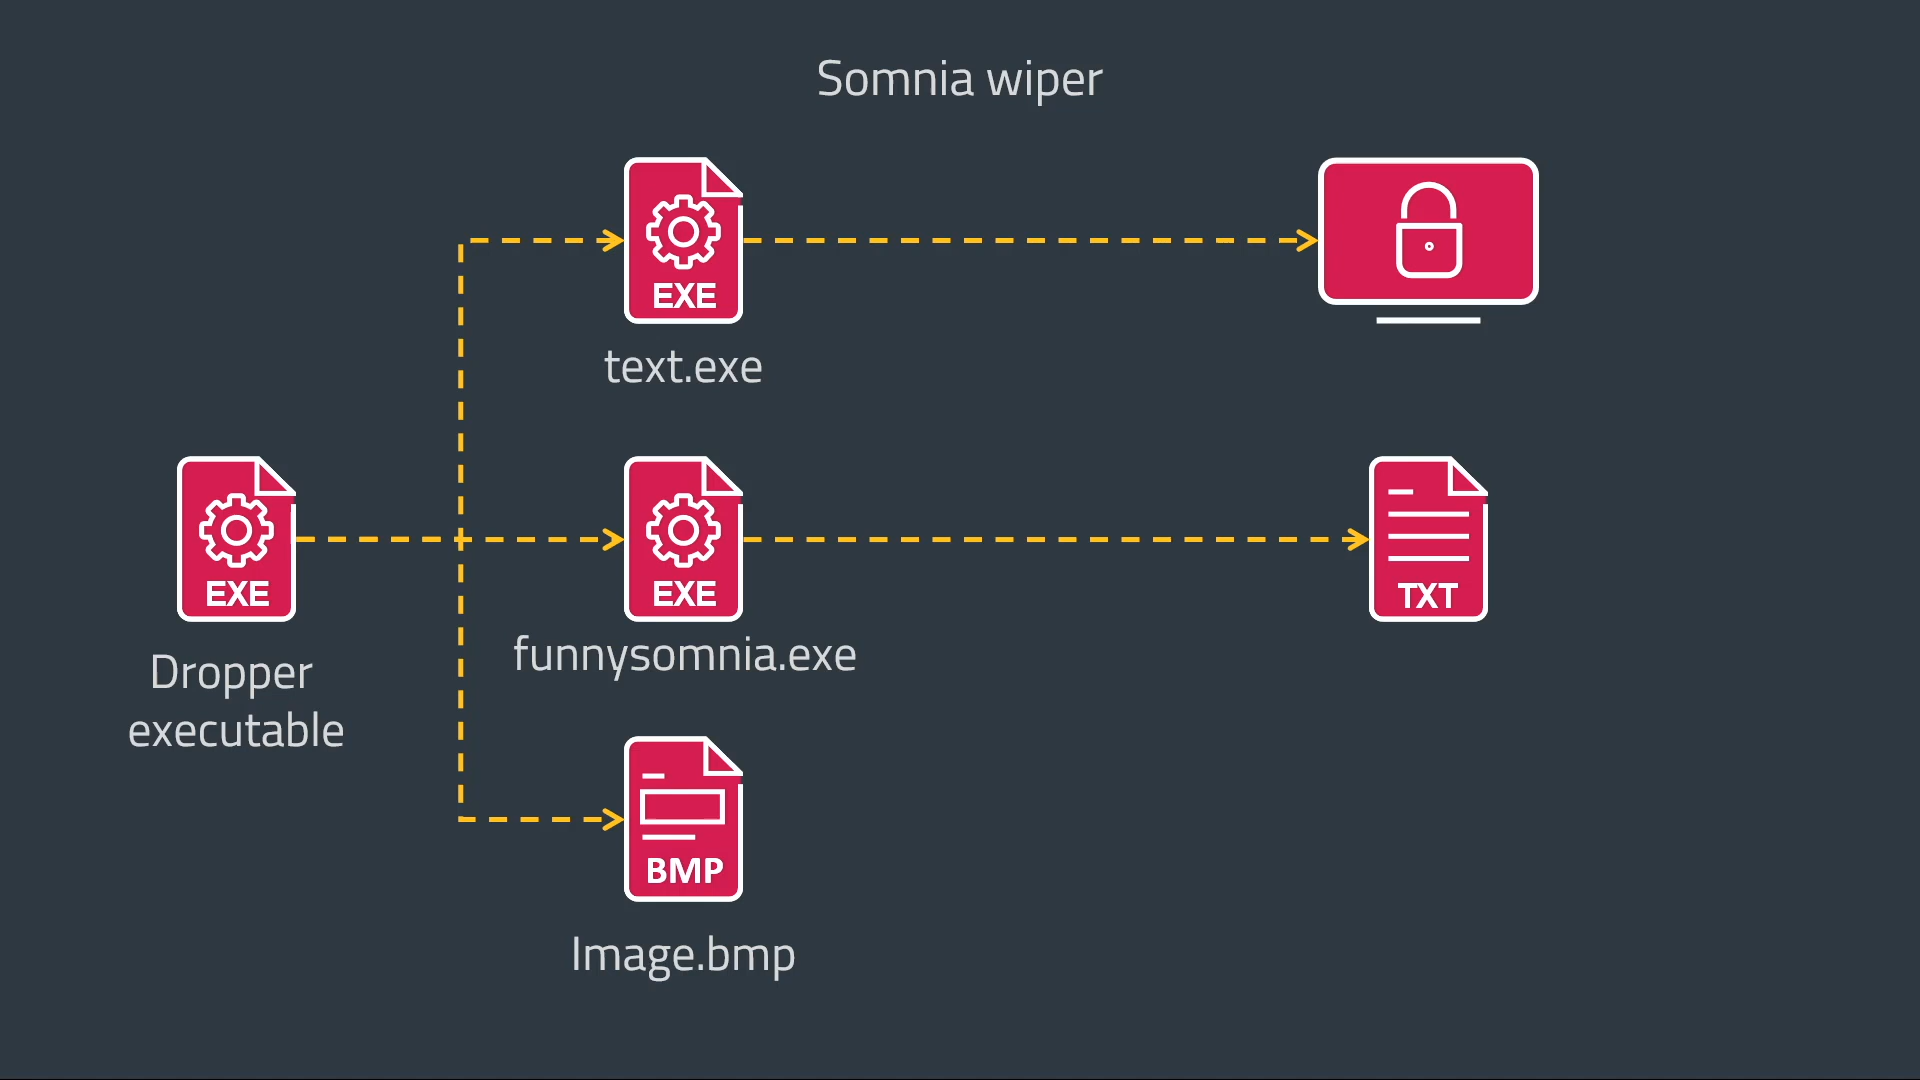 Somnia wiper
EXE
text.exe
EXE
Dropper
executable
EXE
funnysomnia.exe
TXT
BMP
Image.bmp